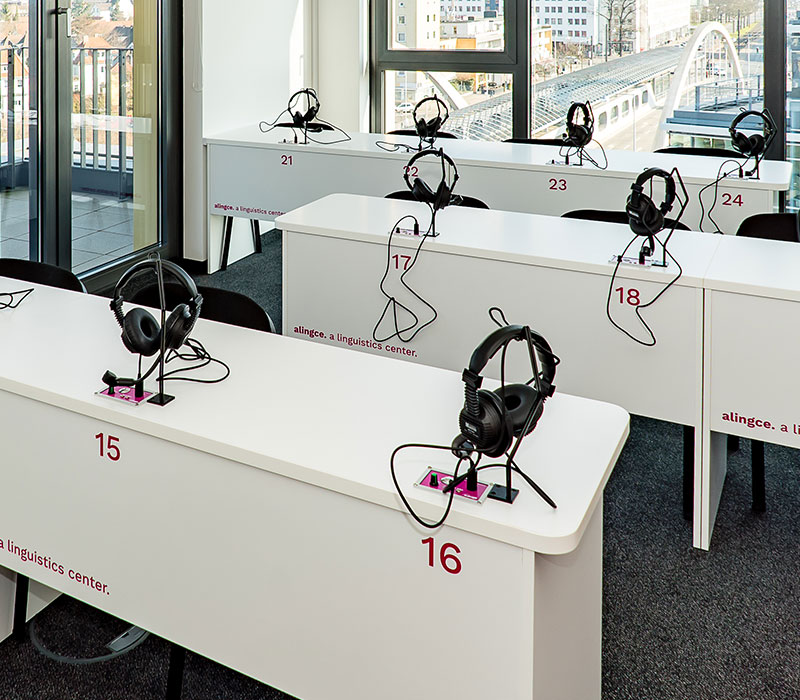 21
22
23
24
alingce. a linguistics center.
17
18
alingce. a linguistics center.
alingce. a li
15
16
a linguistics center.